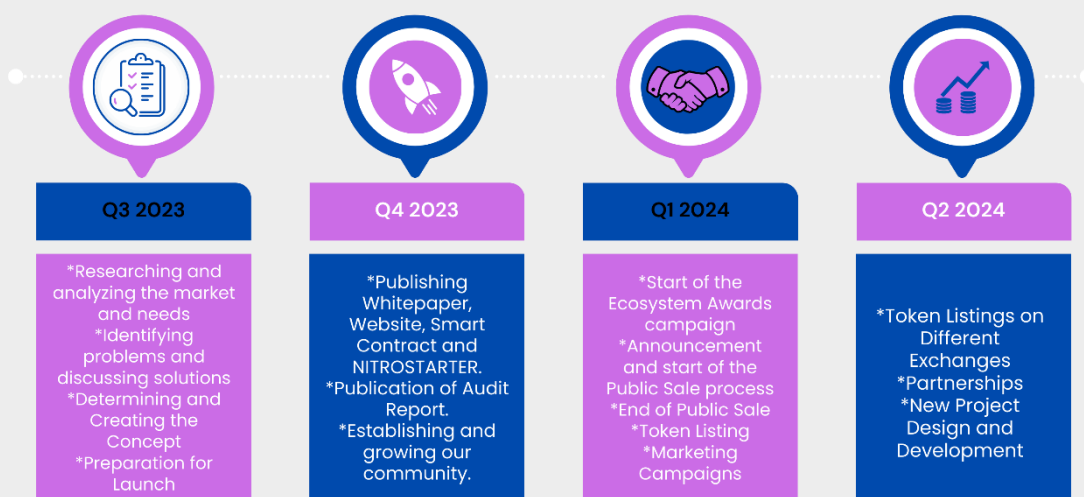 Q3 2023
*Researching and
analyzing the market
and needs
*Identifying
problems and
discussing solutions
*Determining and
Creating the
Concept
*Preparation for
Launch
Q4 2023
*Publishing
Whitepaper,
Website, Smart
Contract and
NITROSTARTER.
*Publication of Audit
Report.
*Establishing and
growing our
community.
Q1 2024
*Start of the
Ecosystem Awards
campaign
*Announcement
and start of the
Public Sale process
*End of Public Sale
*Token Listing
*Marketing
Campaigns
Q2 2024
*Token Listings on
Different
Exchanges
*Partnerships
*New Project
Design and
Development